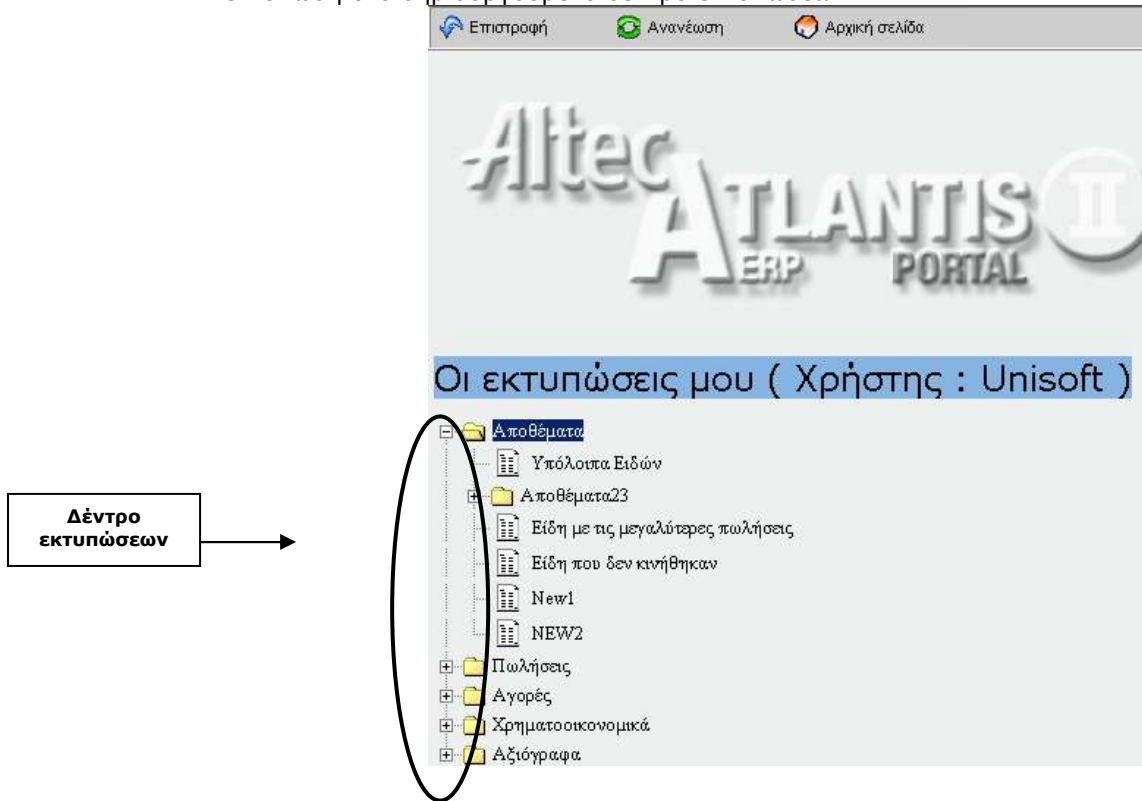 Επιστροφή Ανανέωση Αρχική σελίδα
Altec
ATLANTIS II
ERP PORTAL
Οι εκτυπώσεις μου ( Χρήστης : Unisoft )
Αποθέματα
Υπόλοιπα Ειδών
Αποθέματα23
Είδη με τις μεγαλύτερες πωλήσεις
Είδη που δεν κινήθηκαν
New1
NEW2
Πωλήσεις
Αγορές
Χρηματοοικονομικά
Αξιόγραφα
Δέντρο
εκτυπώσεων